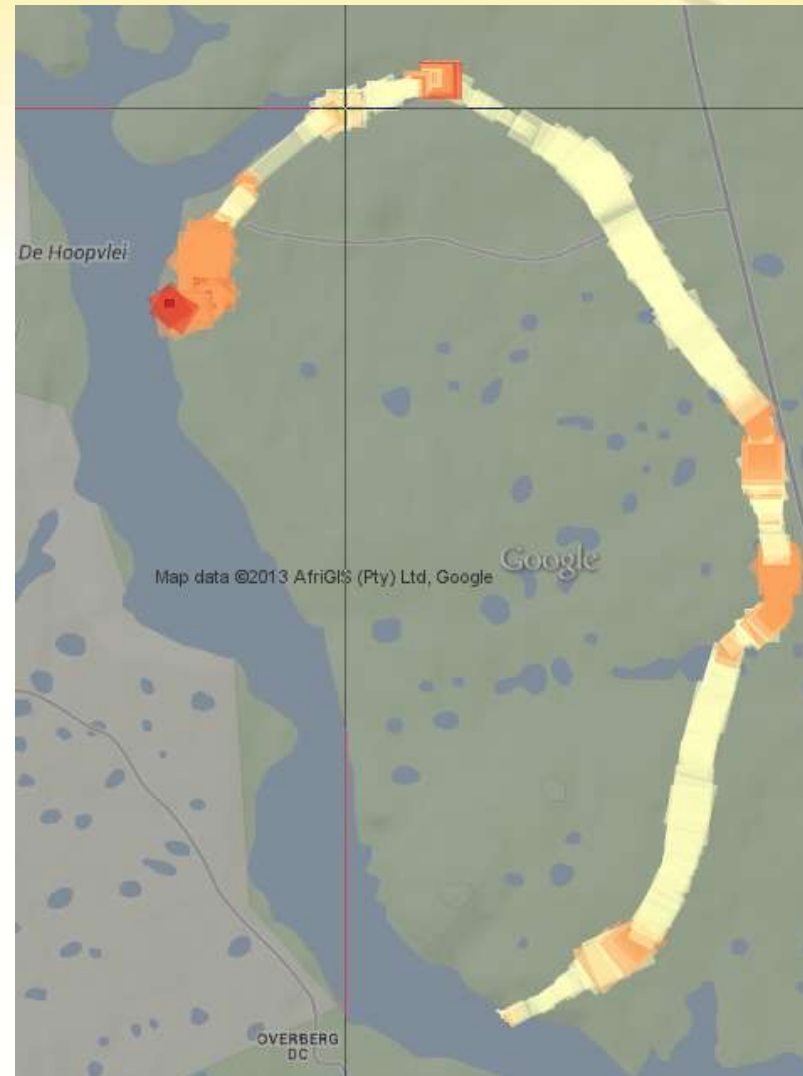 De Hoopvlei
Google
Map data ©2013 AfriGIS (Pty) Ltd, Google
OVERBERG
DC